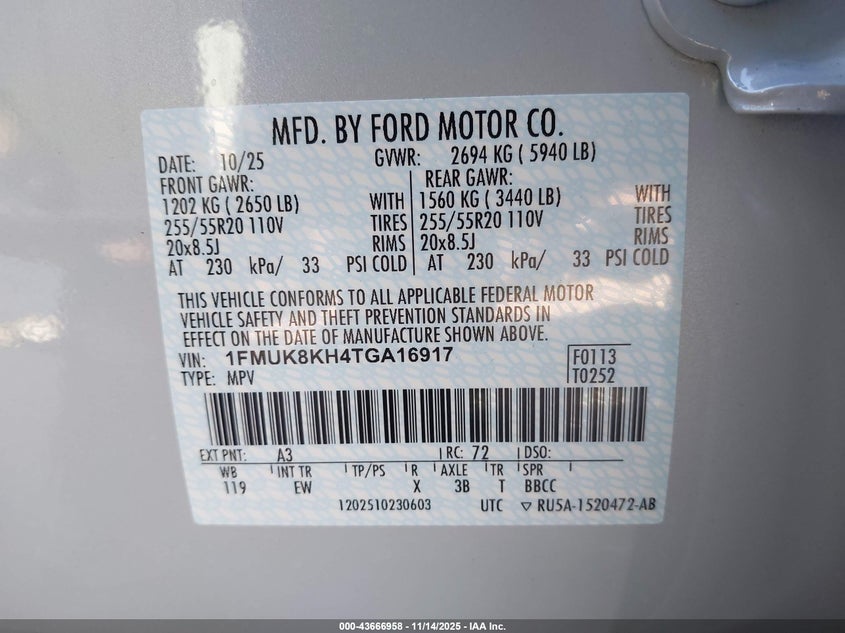 MFD. BY FORD MOTOR CO.
DATE: 10/25 GVWR: 2694 KG ( 5940 LB)
FRONT GAWR: REAR GAWR:
1202 KG ( 2650 LB) WITH 1560 KG ( 3440 LB) WITH
255/55R20 110V TIRES 255/55R20 110V TIRES
20x8.5J RIMS 20x8.5J RIMS
AT 230 kPa/ 33 PSI COLD AT 230 kPa/ 33 PSI COLD
THIS VEHICLE CONFORMS TO ALL APPLICABLE FEDERAL MOTOR
VEHICLE SAFETY AND THEFT PREVENTION STANDARDS IN
EFFECT ON THE DATE OF MANUFACTURE SHOWN ABOVE.
VIN: 1FMUK8KH4TGA16917 F0113
TYPE: MPV T0252
EXT PNT: A3 RC: 72 DSO:
WB INT TR TP/PS R AXLE TR SPR
119 EW X 3B T BBCC
1202510230603 UTC ▽ RU5A-1520472-AB
000-43666958 - 11/14/2025 - IAA Inc.